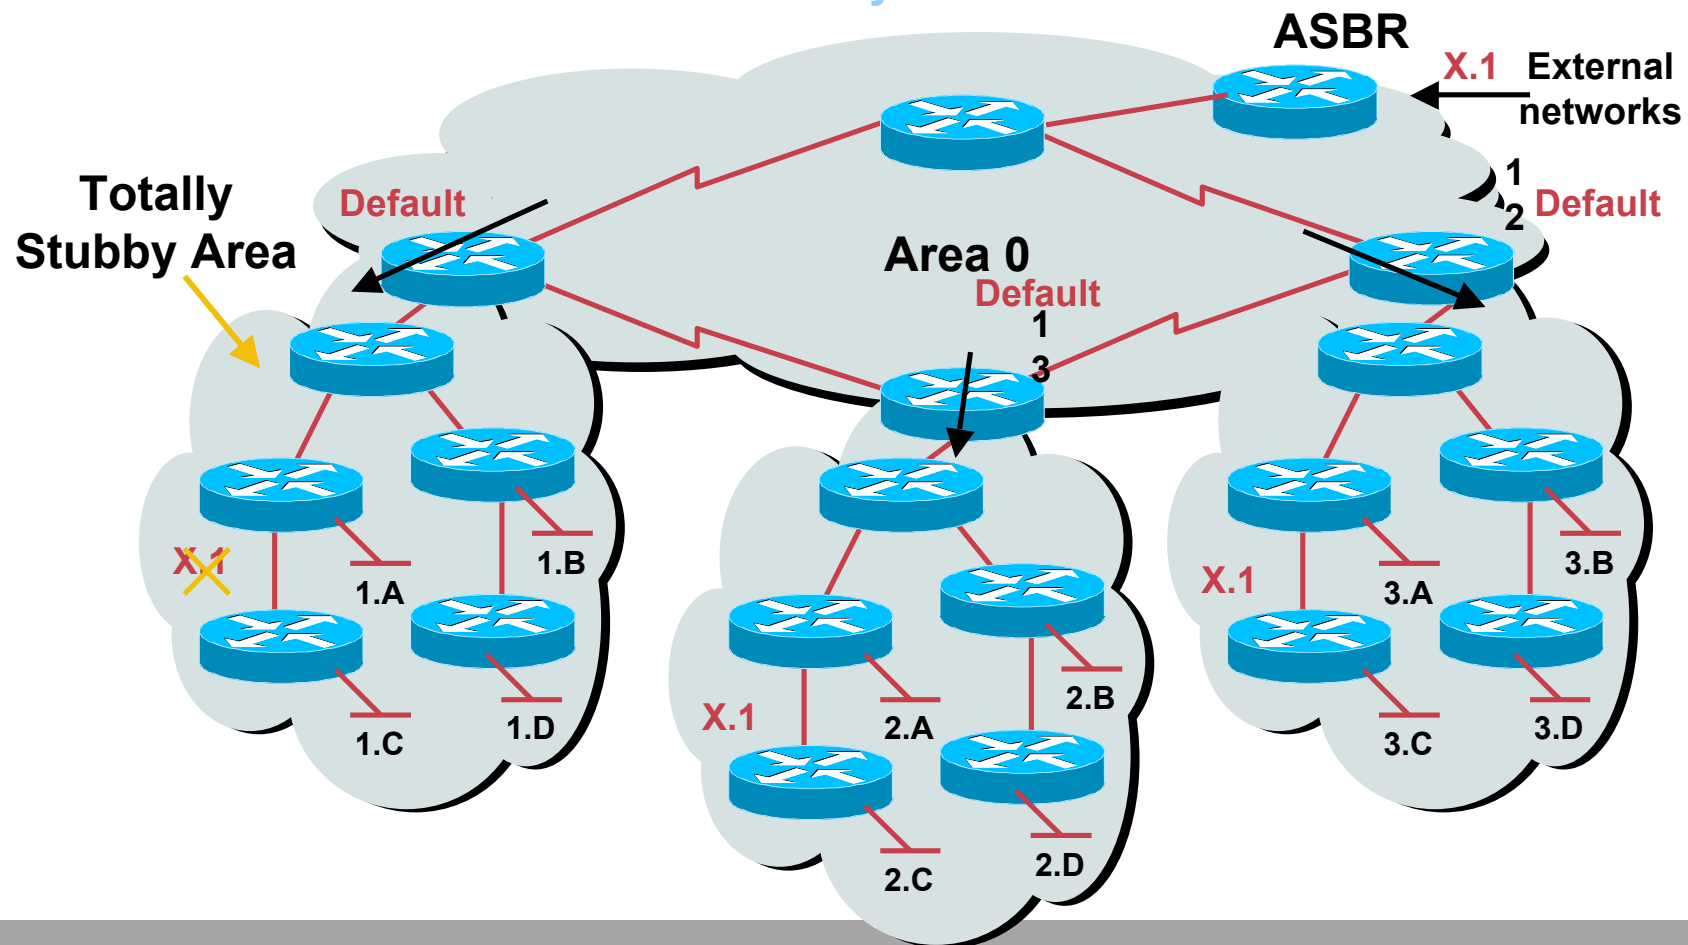 ASBR
X.1
External
networks
Totally
Stubby Area
Default
1
2
Default
Area 0
Default
1
3
X.1
1.A
1.B
1.C
1.D
X.1
2.A
2.B
2.C
2.D
X.1
3.A
3.B
3.C
3.D